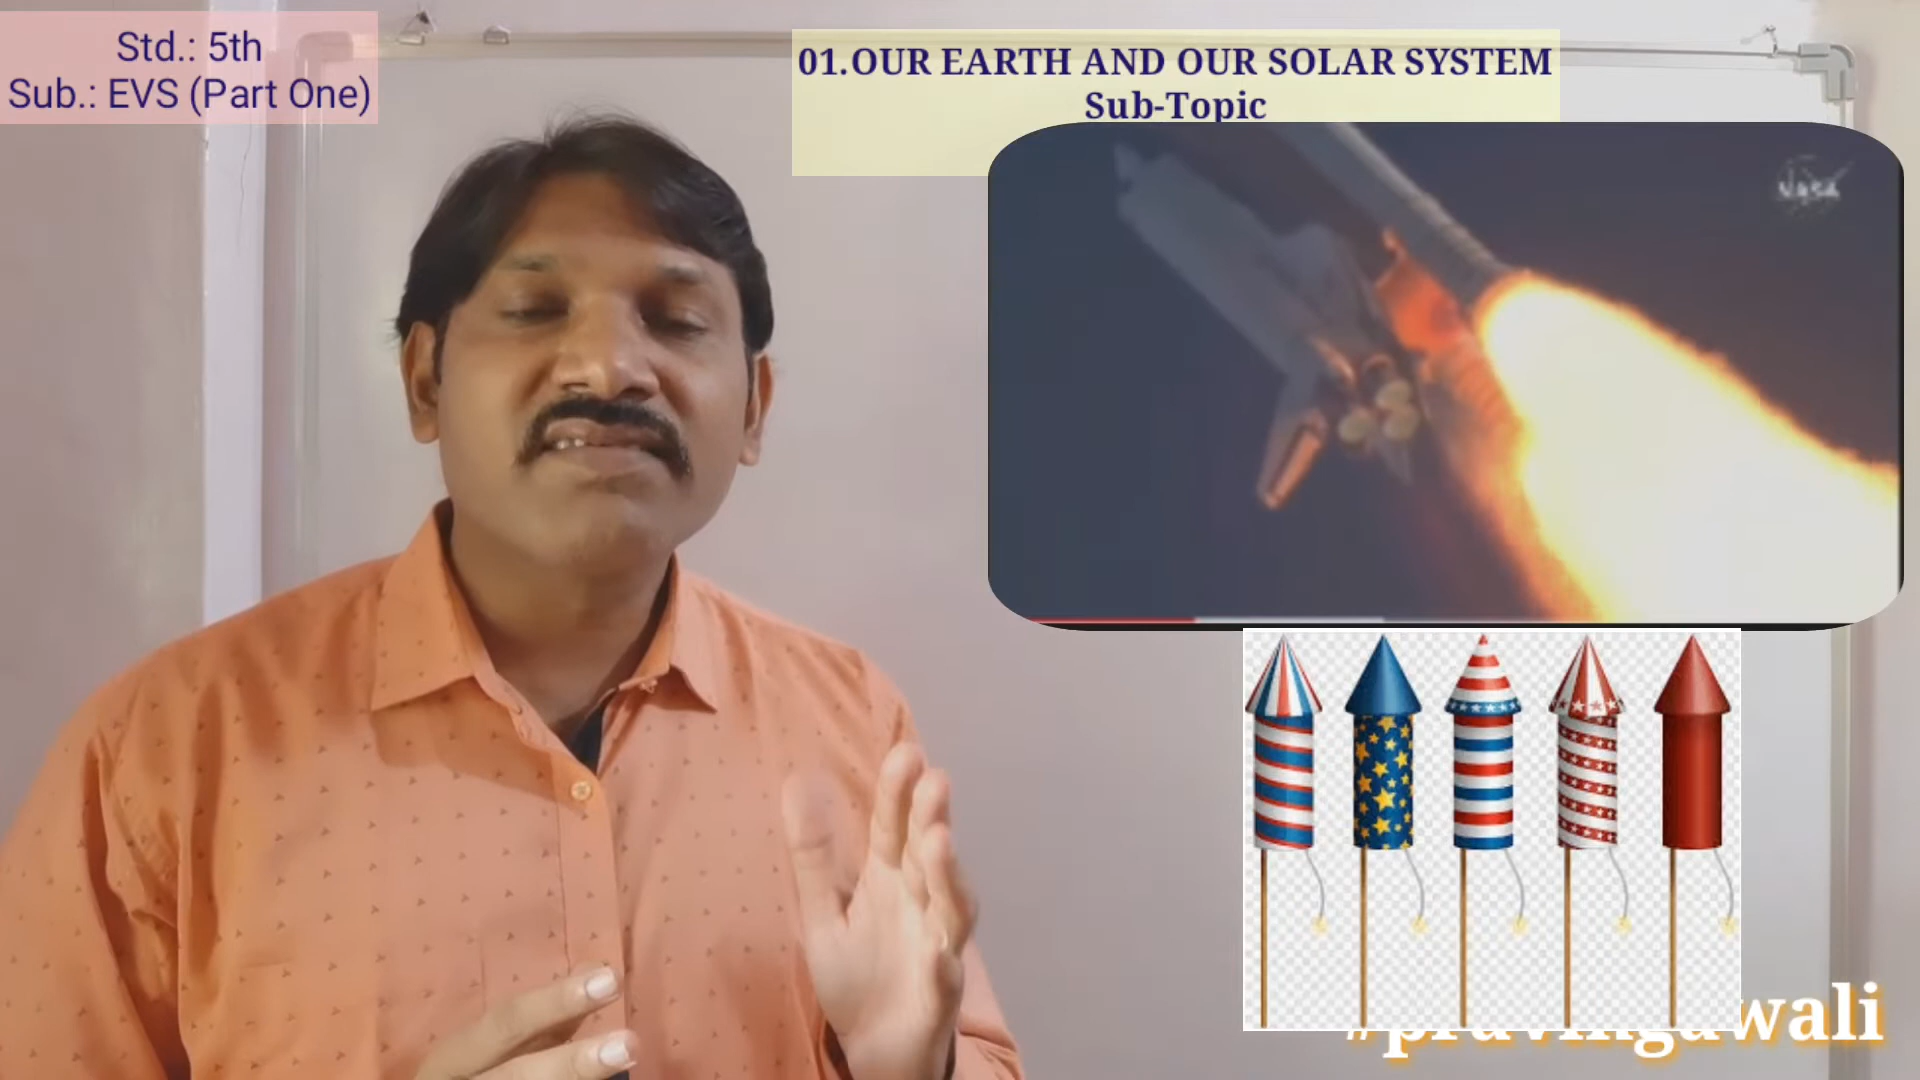 Std.: 5th
Sub.: EVS (Part One)
01.OUR EARTH AND OUR SOLAR SYSTEM
Sub-Topic